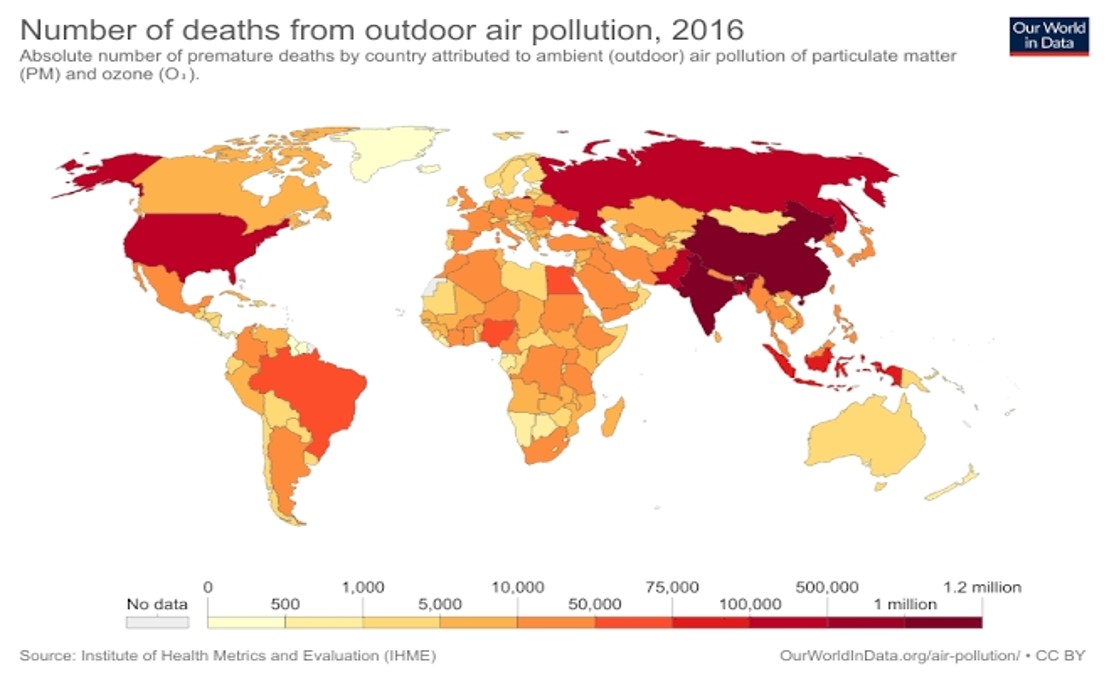 Number of deaths from outdoor air pollution, 2016
Our World
in Data
Absolute number of premature deaths by country attributed to ambient (outdoor) air pollution of particulate matter
(PM) and ozone (O₃).
0 1,000 10,000 75,000 500,000 1.2 million
No data 500 5,000 50,000 100,000 1 million
Source: Institute of Health Metrics and Evaluation (IHME)
OurWorldInData.org/air-pollution/ • CC BY